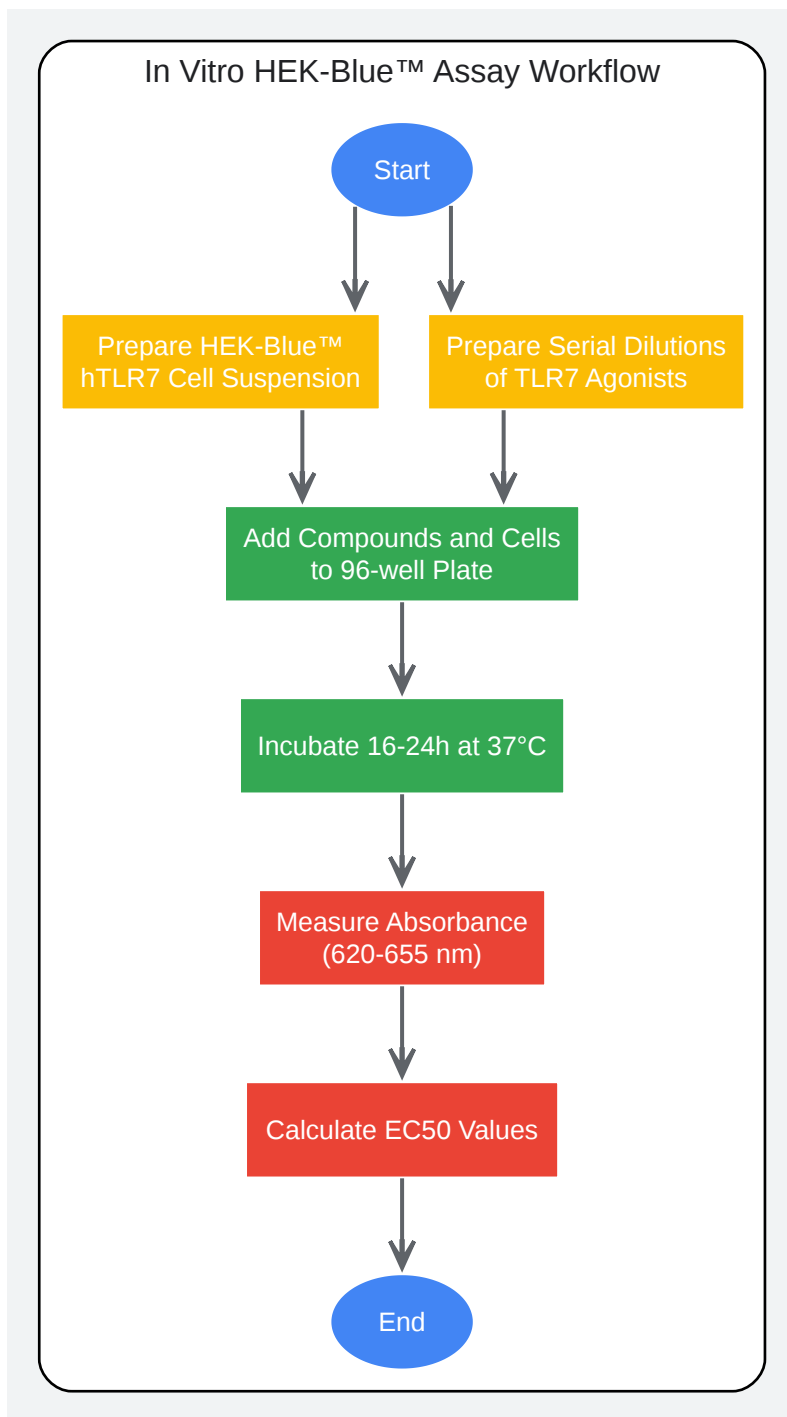 In Vitro HEK-Blue™ Assay Workflow
Start
Prepare HEK-Blue™
hTLR7 Cell Suspension
Prepare Serial Dilutions
of TLR7 Agonists
Add Compounds and Cells
to 96-well Plate
Incubate 16-24h at 37°C
Measure Absorbance
(620-655 nm)
Calculate EC50 Values
End